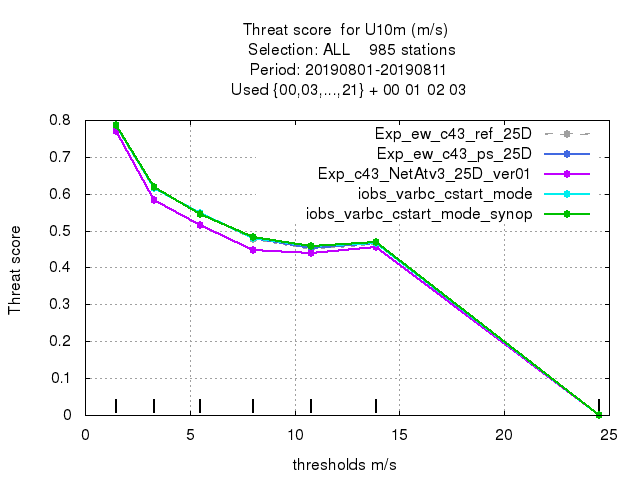 Threat score  for U10m (m/s)
Selection: ALL    985 stations
Period: 20190801-20190811
Used {00,03,...,21} + 00 01 02 03
Exp_ew_c43_ref_25D
Exp_ew_c43_ps_25D
Exp_c43_NetAtv3_25D_ver01
iobs_varbc_cstart_mode
iobs_varbc_cstart_mode_synop
Threat score
0.8
0.7
0.6
0.5
0.4
0.3
0.2
0.1
0
0 5 10 15 20 25
thresholds m/s